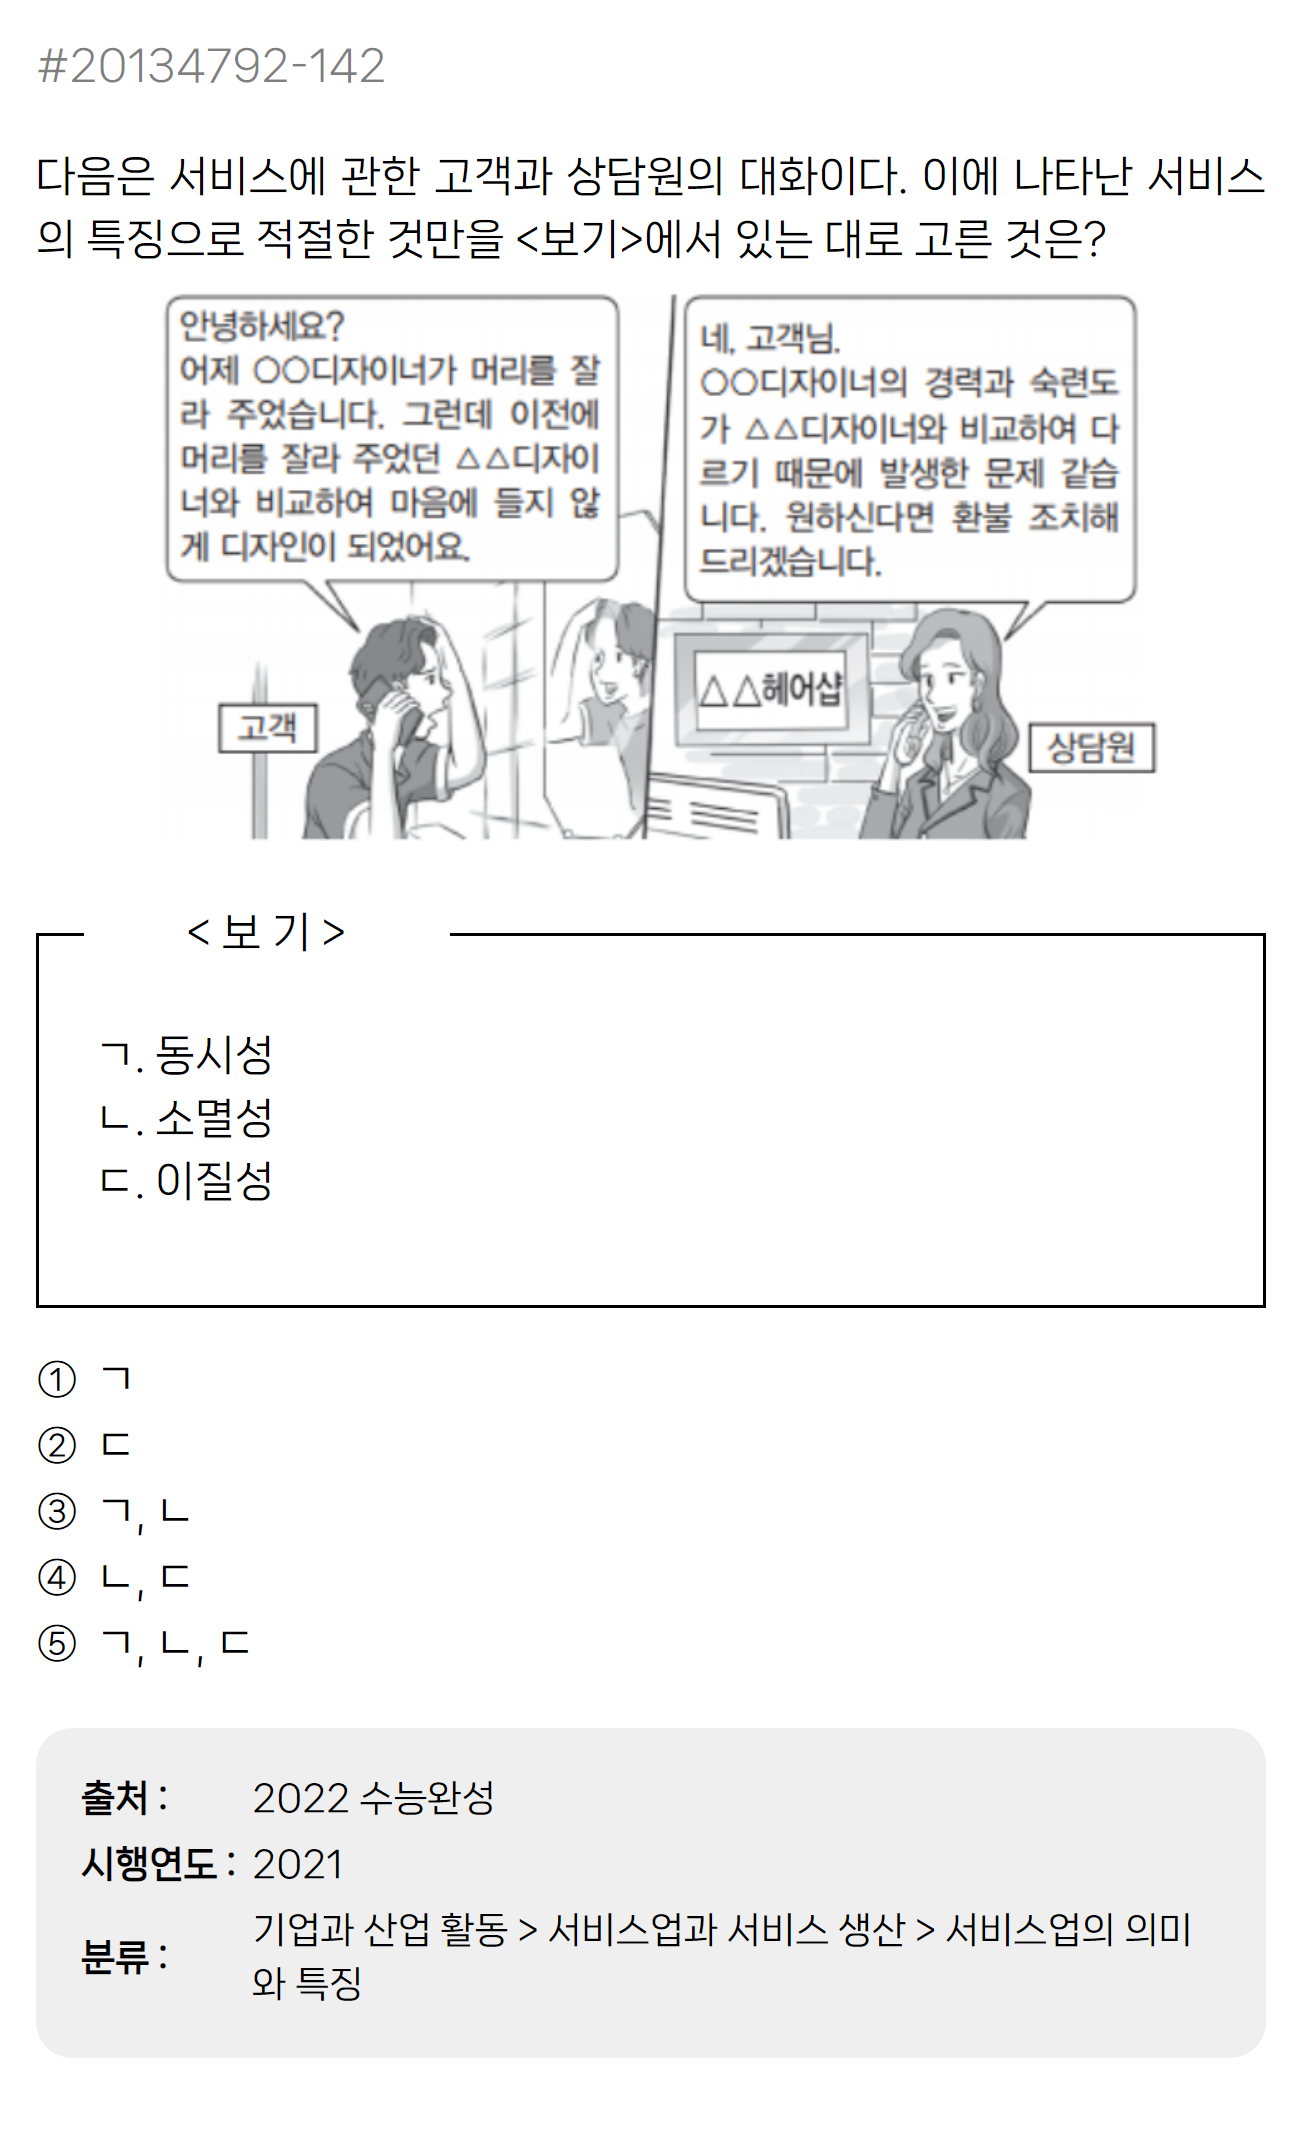 #20134792-142
다음은 서비스에 관한 고객과 상담원의 대화이다. 이에 나타난 서비스
의 특징으로 적절한 것만을 <보기>에서 있는 대로 고른 것은?
안녕하세요?
어제 ○○디자이너가 머리를 잘
라 주었습니다. 그런데 이전에
머리를 잘라 주었던 △△디자이
너와 비교하여 마음에 들지 않
게 디자인이 되었어요.
고객
네, 고객님.
○○디자이너의 경력과 숙련도
가 △△디자이너와 비교하여 다
르기 때문에 발생한 문제 같습
니다. 원하신다면 환불 조치해
드리겠습니다.
△△헤어샵
상담원
< 보 기 >
ㄱ. 동시성
ㄴ. 소멸성
ㄷ. 이질성
① ㄱ
② ㄷ
③ ㄱ, ㄴ
④ ㄴ, ㄷ
⑤ ㄱ, ㄴ, ㄷ
출처 : 2022 수능완성
시행연도 : 2021
분류 : 기업과 산업 활동 > 서비스업과 서비스 생산 > 서비스업의 의미
와 특징